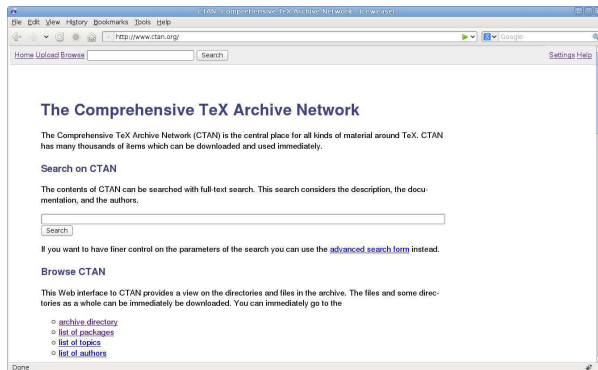 CTAN: Comprehensive TeX Archive Network - Iceweasel
File Edit View History Bookmarks Tools Help
http://www.ctan.org/
Google
Home Upload Browse Search Settings Help
The Comprehensive TeX Archive Network
The Comprehensive TeX Archive Network (CTAN) is the central place for all kinds of material around TeX. CTAN
has many thousands of items which can be downloaded and used immediately.
Search on CTAN
The contents of CTAN can be searched with full-text search. This search considers the description, the docu-
mentation, and the authors.
Search
If you want to have finer control on the parameters of the search you can use the advanced search form instead.
Browse CTAN
This Web interface to CTAN provides a view on the directories and files in the archive. The files and some direc-
tories as a whole can be immediately be downloaded. You can immediately go to the
archive directory
list of packages
list of topics
list of authors
Done